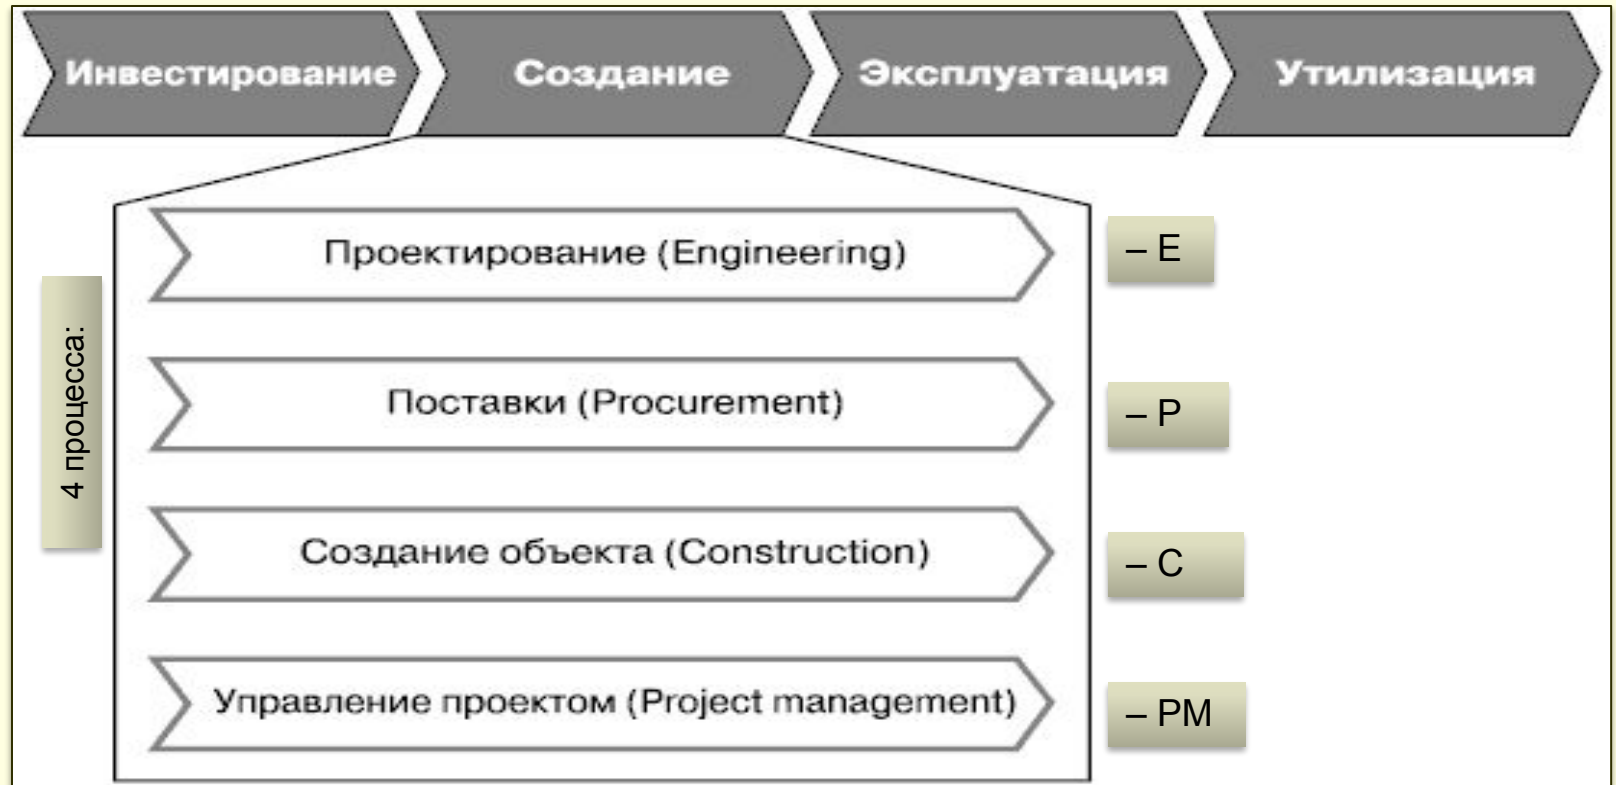 Инвестирование
Создание
Эксплуатация
Утилизация
4 процесса:
Проектирование (Engineering)
– E
Поставки (Procurement)
– P
Создание объекта (Construction)
– C
Управление проектом (Project management)
– PM